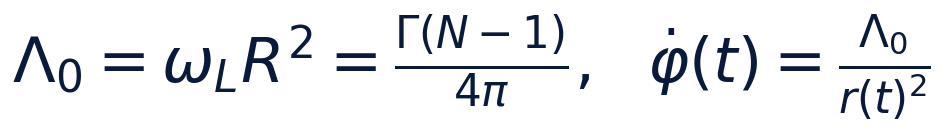 Λ₀ = ω_L R² = Γ(N − 1) / 4π , φ̇(t) = Λ₀ / r(t)²